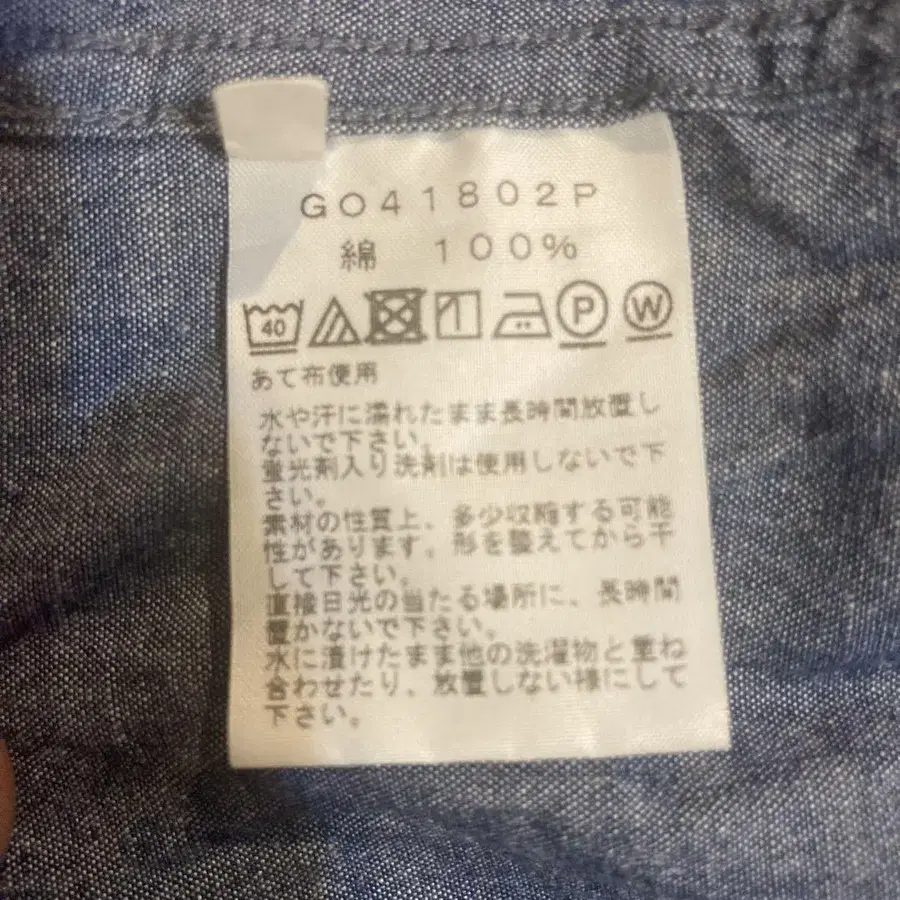 GO41802P
綿 100%
40 P W
あて布使用
水や汗に濡れたまま長時間放置し
ないで下さい。
蛍光剤入り洗剤は使用しないで下
さい。
素材の性質上、多少収縮する可能
性があります。形を整えてから干
して下さい。
直接日光の当たる場所に、長時間
置かないで下さい。
水に漬けたまま他の洗濯物と重ね
合わせたり、放置しない様にして
下さい。